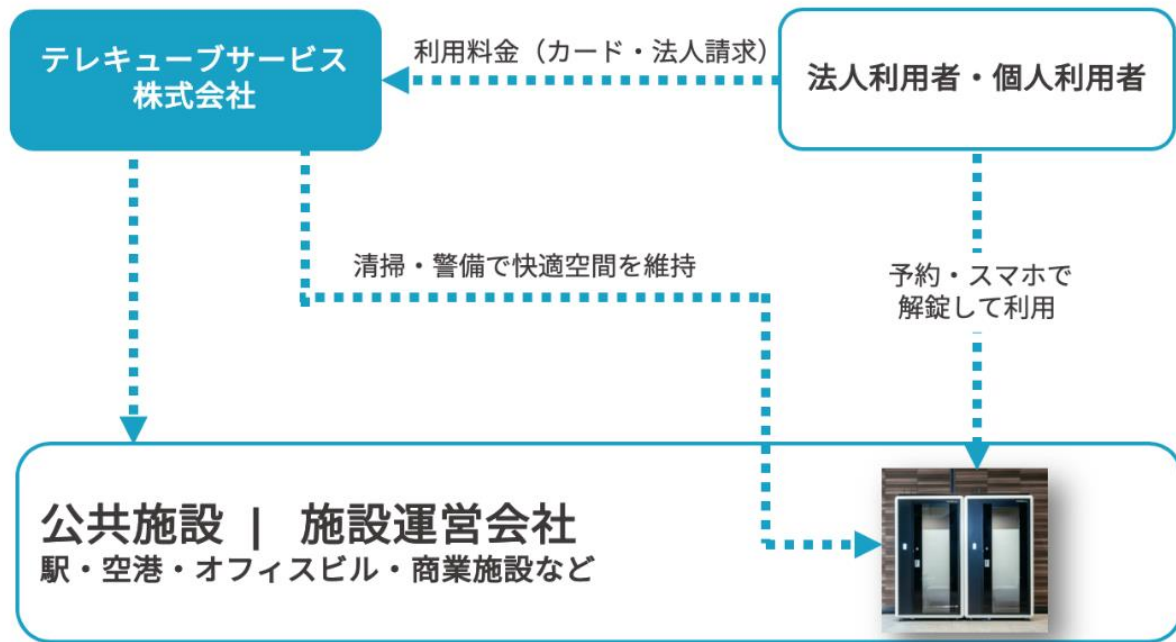 テレキューブサービス
株式会社
利用料金（カード・法人請求）
法人利用者・個人利用者
清掃・警備で快適空間を維持
予約・スマホで
解錠して利用
公共施設 | 施設運営会社
駅・空港・オフィスビル・商業施設など